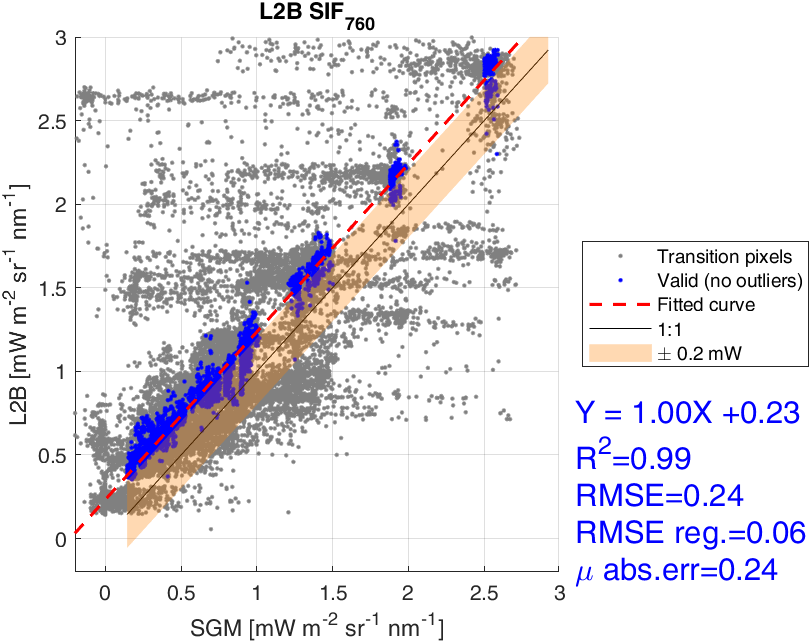 L2B SIF760
3
2.5
2
1.5
1
0.5
0
L2B [mW m-2 sr-1 nm-1]
0
0.5
1
1.5
2
2.5
3
SGM [mW m-2 sr-1 nm-1]
Transition pixels
Valid (no outliers)
Fitted curve
1:1
± 0.2 mW
Y = 1.00X +0.23
R2=0.99
RMSE=0.24
RMSE reg.=0.06
μ abs.err=0.24